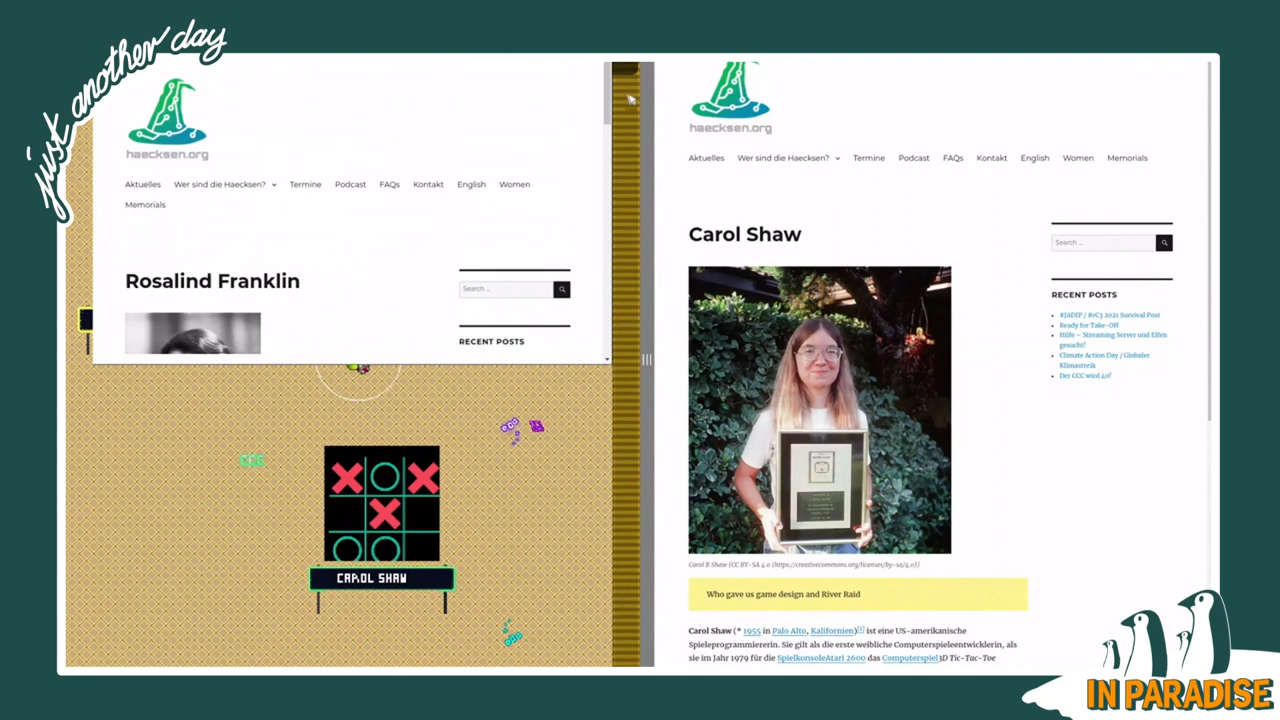 just another day
haecksen.org
Aktuelles Wer sind die Haecksen? Termine Podcast FAQs Kontakt English Women
Memorials
Rosalind Franklin
Search ...
RECENT POSTS
CAROL SHAW
haecksen.org
Aktuelles Wer sind die Haecksen? Termine Podcast FAQs Kontakt English Women Memorials
Carol Shaw
Search ...
RECENT POSTS
#JADIP / #rC3 2021 Survival Post
Ready for Take-Off
Hilfe – Streaming Server und Elfen
gesucht!
Climate Action Day / Globaler
Klimastreik
Der CCC wird 40!
Carol B Shaw [CC BY-SA 4.0 (https://creativecommons.org/licenses/by-sa/4.0)]
Who gave us game design and River Raid
Carol Shaw (* 1955 in Palo Alto, Kalifornien)[1] ist eine US-amerikanische
Spieleprogrammiererin. Sie gilt als die erste weibliche Computerspieleentwicklerin, als
sie im Jahr 1979 für die SpielkonsoleAtari 2600 das Computerspiel3D Tic-Tac-Toe
IN PARADISE